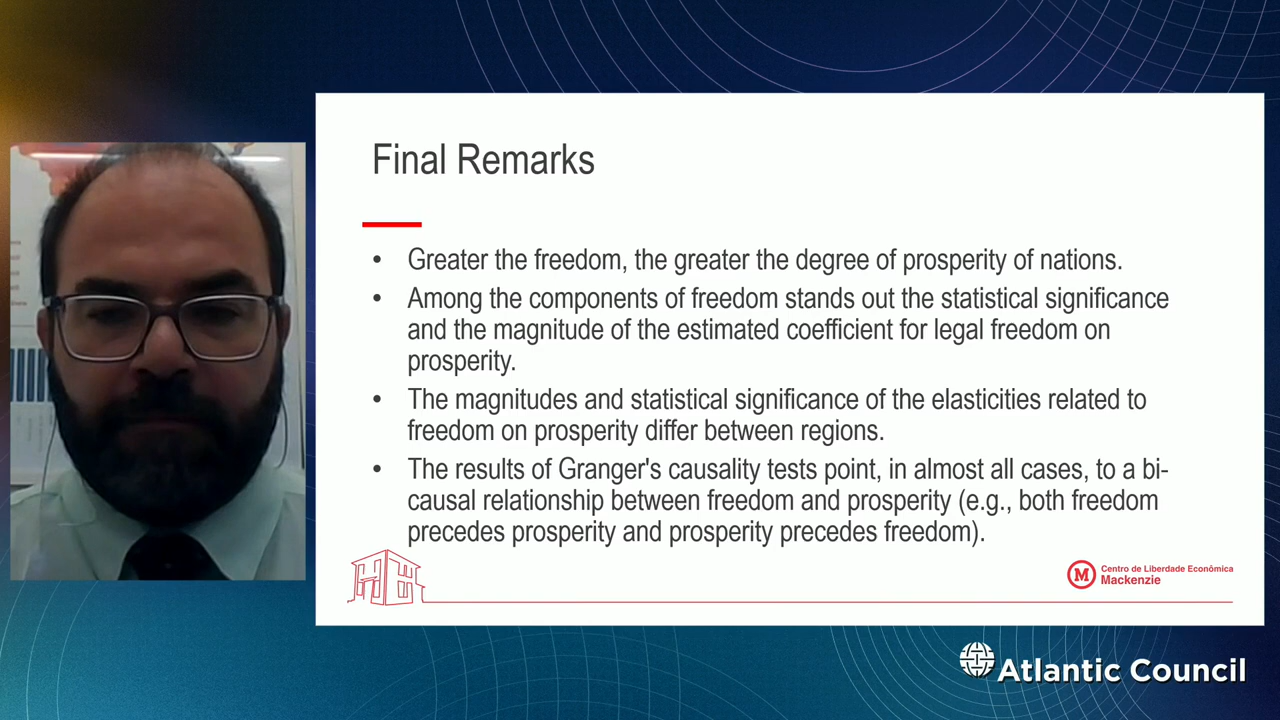 Final Remarks
• Greater the freedom, the greater the degree of prosperity of nations.
• Among the components of freedom stands out the statistical significance
and the magnitude of the estimated coefficient for legal freedom on
prosperity.
• The magnitudes and statistical significance of the elasticities related to
freedom on prosperity differ between regions.
• The results of Granger's causality tests point, in almost all cases, to a bi-
causal relationship between freedom and prosperity (e.g., both freedom
precedes prosperity and prosperity precedes freedom).
M
Centro de Liberdade Econômica
Mackenzie
Atlantic Council